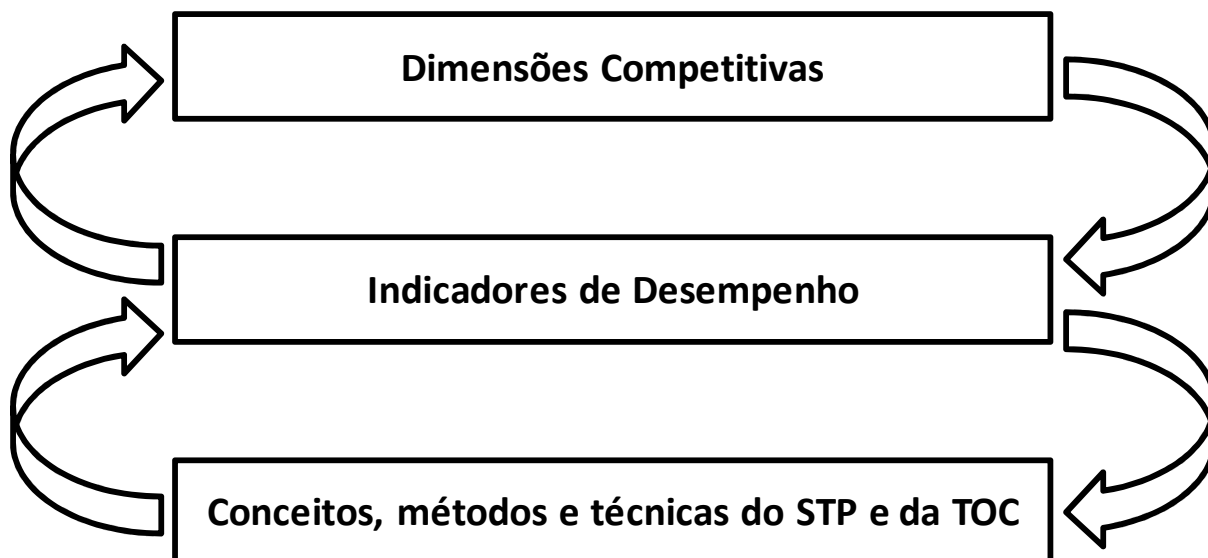 Dimensões Competitivas
Indicadores de Desempenho
Conceitos, métodos e técnicas do STP e da TOC